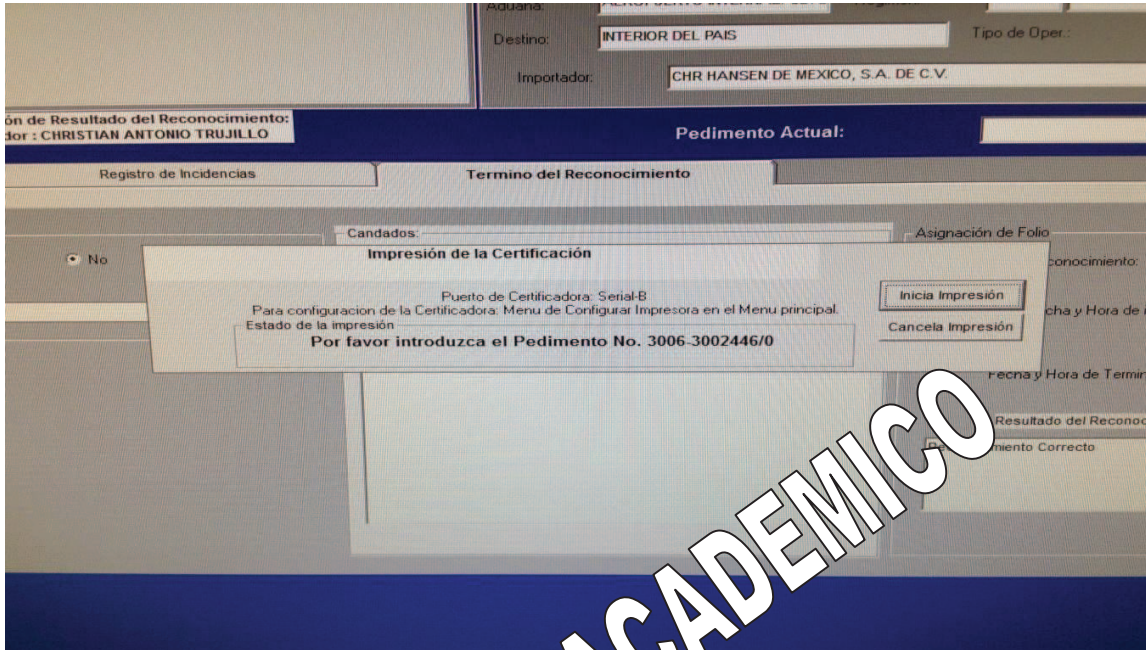 Aduana:
Destino:
INTERIOR DEL PAIS
Tipo de Oper.:
Importador:
CHR HANSEN DE MEXICO, S.A. DE C.V.
ón de Resultado del Reconocimiento:
dor : CHRISTIAN ANTONIO TRUJILLO
Pedimento Actual:
Registro de Incidencias
Termino del Reconocimiento
Candados:
Asignación de Folio
No
Impresión de la Certificación
conocimiento:
Puerto de Certificadora: Serial-B
Inicia Impresión
Para configuracion de la Certificadora: Menu de Configurar Impresora en el Menu principal.
cha y Hora de
Estado de la impresión
Cancela Impresión
Por favor introduzca el Pedimento No. 3006-3002446/0
Fecha y Hora de Termin
Resultado del Reconoc
miento Correcto
ACADEMICO